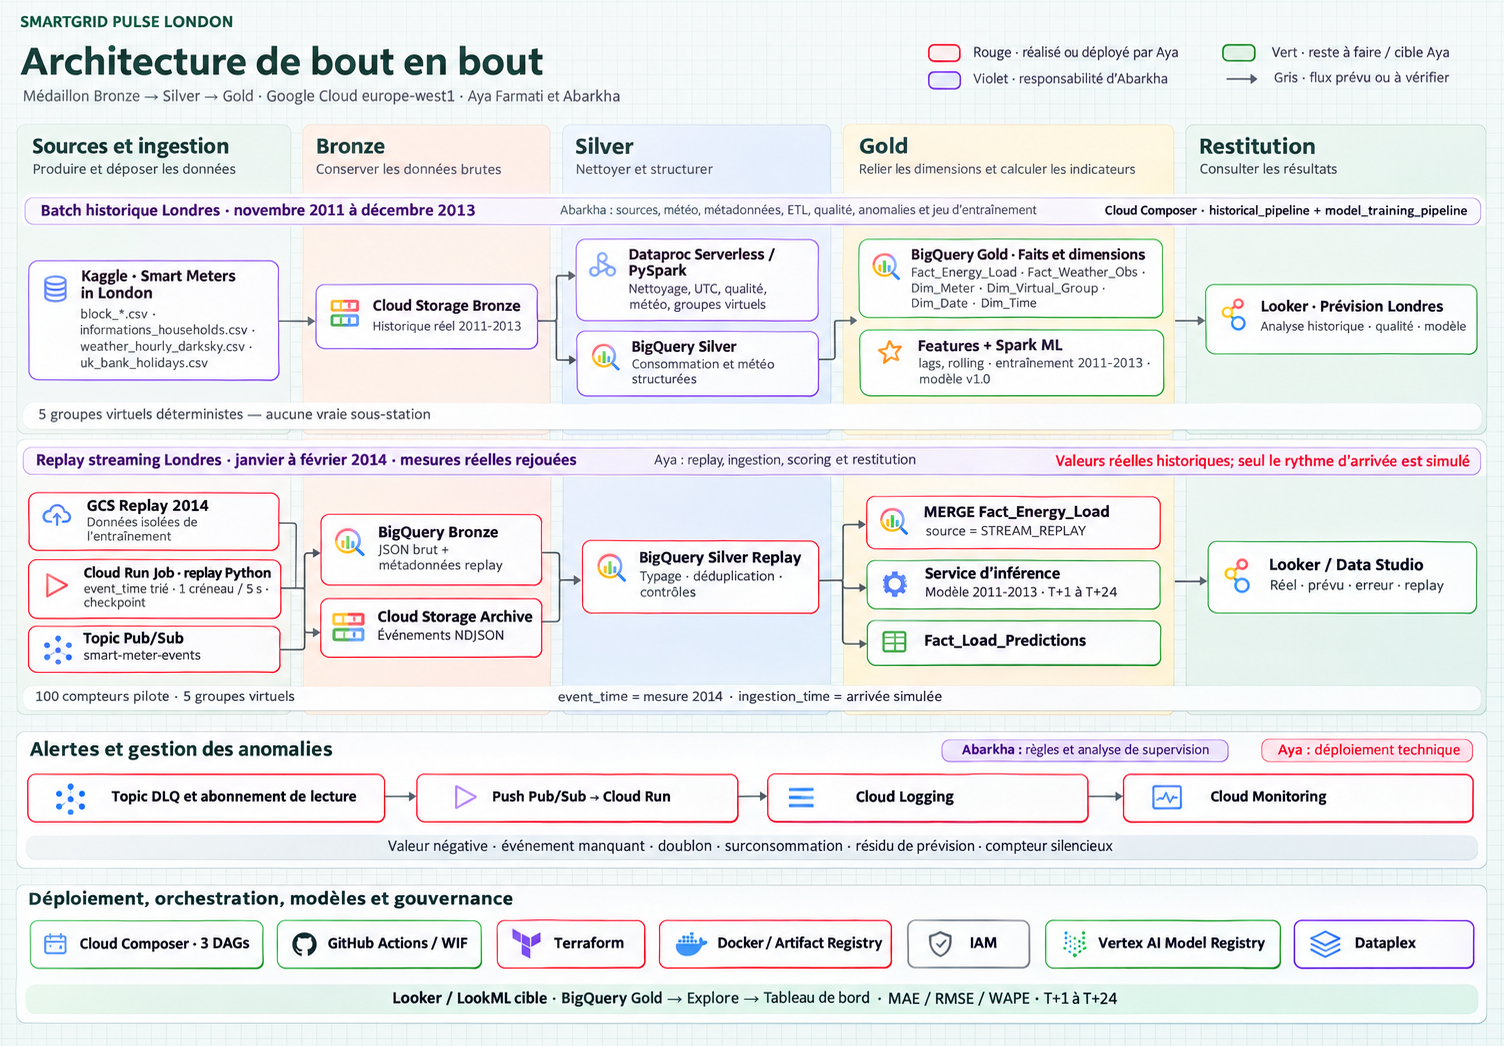 SMARTGRID PULSE LONDON
Architecture de bout en bout
Médaillon Bronze → Silver → Gold · Google Cloud europe-west1 · Aya Farmati et Abarkha
Rouge · réalisé ou déployé par Aya
Vert · reste à faire / cible Aya
Violet · responsabilité d'Abarkha
Gris · flux prévu ou à vérifier
Sources et ingestion
Produire et déposer les données
Bronze
Conserver les données brutes
Silver
Nettoyer et structurer
Gold
Relier les dimensions et calculer les indicateurs
Restitution
Consulter les résultats
Batch historique Londres · novembre 2011 à décembre 2013
Abarkha : sources, météo, métadonnées, ETL, qualité, anomalies et jeu d'entraînement
Cloud Composer · historical_pipeline + model_training_pipeline
Kaggle · Smart Meters
in London
block_*.csv ·
informations_households.csv ·
weather_hourly_darksky.csv ·
uk_bank_holidays.csv
Cloud Storage Bronze
Historique réel 2011-2013
Dataproc Serverless /
PySpark
Nettoyage, UTC, qualité,
météo, groupes virtuels
BigQuery Silver
Consommation et météo
structurées
BigQuery Gold · Faits et dimensions
Fact_Energy_Load · Fact_Weather_Obs ·
Dim_Meter · Dim_Virtual_Group ·
Dim_Date · Dim_Time
Features + Spark ML
lags, rolling · entraînement 2011-2013 ·
modèle v1.0
Looker · Prévision Londres
Analyse historique · qualité · modèle
5 groupes virtuels déterministes — aucune vraie sous-station
Replay streaming Londres · janvier à février 2014 · mesures réelles rejouées
Aya : replay, ingestion, scoring et restitution
Valeurs réelles historiques; seul le rythme d'arrivée est simulé
GCS Replay 2014
Données isolées de
l'entraînement
Cloud Run Job · replay Python
event_time trié · 1 créneau / 5 s ·
checkpoint
Topic Pub/Sub
smart-meter-events
BigQuery Bronze
JSON brut +
métadonnées replay
Cloud Storage Archive
Événements NDJSON
BigQuery Silver Replay
Typage · déduplication ·
contrôles
MERGE Fact_Energy_Load
source = STREAM_REPLAY
Service d'inférence
Modèle 2011-2013 · T+1 à T+24
Fact_Load_Predictions
Looker / Data Studio
Réel · prévu · erreur · replay
100 compteurs pilote · 5 groupes virtuels
event_time = mesure 2014 · ingestion_time = arrivée simulée
Alertes et gestion des anomalies
Abarkha : règles et analyse de supervision
Aya : déploiement technique
Topic DLQ et abonnement de lecture
Push Pub/Sub → Cloud Run
Cloud Logging
Cloud Monitoring
Valeur négative · événement manquant · doublon · surconsommation · résidu de prévision · compteur silencieux
Déploiement, orchestration, modèles et gouvernance
Cloud Composer · 3 DAGs
GitHub Actions / WIF
Terraform
Docker / Artifact Registry
IAM
Vertex AI Model Registry
Dataplex
Looker / LookML cible · BigQuery Gold → Explore → Tableau de bord · MAE / RMSE / WAPE · T+1 à T+24